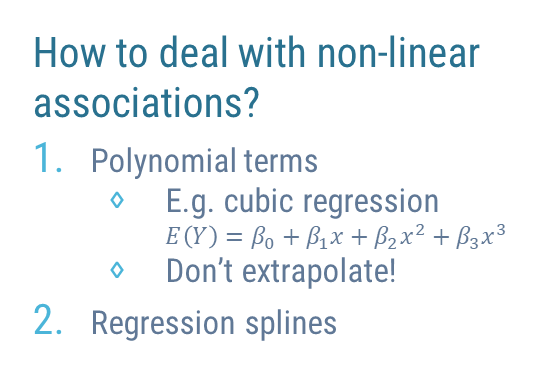 How to deal with non-linear
associations?
1. Polynomial terms
◊ E.g. cubic regression
E(Y) = β₀ + β₁x + β₂x² + β₃x³
◊ Don’t extrapolate!
2. Regression splines